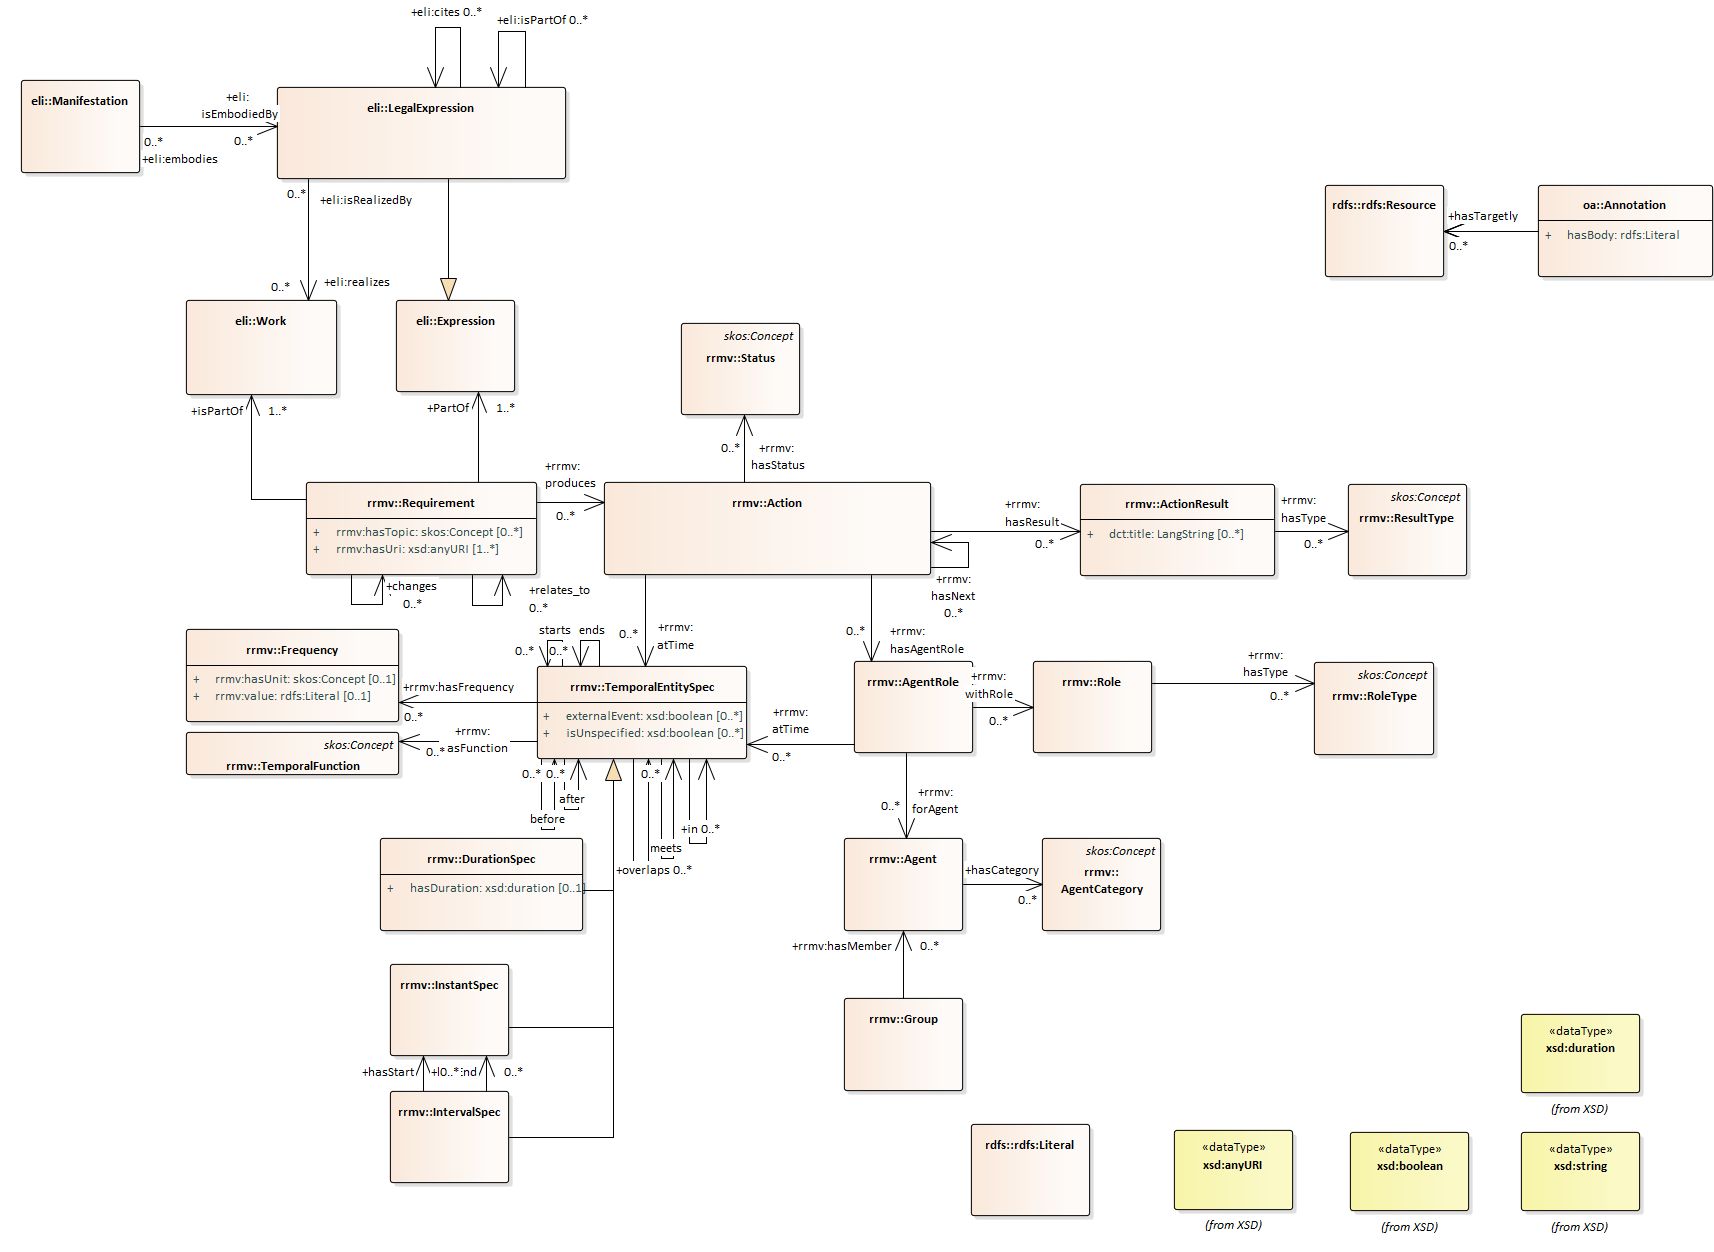 +eli:cites 0..*
+eli:isPartOf 0..*
eli::Manifestation
+eli:
isEmbodiedBy
0..*
0..*
+eli:embodies
eli::LegalExpression
0..*
+eli:isRealizedBy
0..*
+eli:realizes
rdfs::rdfs:Resource
+hasTargetly
0..*
oa::Annotation
+ hasBody: rdfs:Literal
eli::Work
eli::Expression
skos:Concept
rrmv::Status
+isPartOf
1..*
+PartOf
1..*
0..*
+rrmv:
hasStatus
+rrmv:
produces
0..*
rrmv::Requirement
+ rrmv:hasTopic: skos:Concept [0..*]
+ rrmv:hasUri: xsd:anyURI [1..*]
rrmv::Action
+rrmv:
hasResult
0..*
rrmv::ActionResult
+ dct:title: LangString [0..*]
+rrmv:
hasType
0..*
skos:Concept
rrmv::ResultType
+changes
0..*
+relates_to
0..*
+rrmv:
hasNext
0..*
starts
ends
0..*
0..*
0..*
+rrmv:
atTime
0..*
+rrmv:
hasAgentRole
rrmv::Frequency
+ rrmv:hasUnit: skos:Concept [0..1]
+ rrmv:value: rdfs:Literal [0..1]
+rrmv:hasFrequency
0..*
rrmv::TemporalEntitySpec
+ externalEvent: xsd:boolean [0..*]
+ isUnspecified: xsd:boolean [0..*]
+rrmv:
atTime
0..*
rrmv::AgentRole
+rrmv:
withRole
0..*
rrmv::Role
+rrmv:
hasType
0..*
skos:Concept
rrmv::RoleType
skos:Concept
rrmv::TemporalFunction
+rrmv:
asFunction
0..*
0..*
0..*
0..*
after
before
+in 0..*
meets
+overlaps 0..*
0..*
+rrmv:
forAgent
rrmv::DurationSpec
+ hasDuration: xsd:duration [0..1]
rrmv::Agent
+hasCategory
0..*
skos:Concept
rrmv::
AgentCategory
+rrmv:hasMember
0..*
rrmv::InstantSpec
rrmv::Group
+hasStart
0..*
nd
0..*
rrmv::IntervalSpec
rdfs::rdfs:Literal
«dataType»
xsd:duration
(from XSD)
«dataType»
xsd:anyURI
(from XSD)
«dataType»
xsd:boolean
(from XSD)
«dataType»
xsd:string
(from XSD)